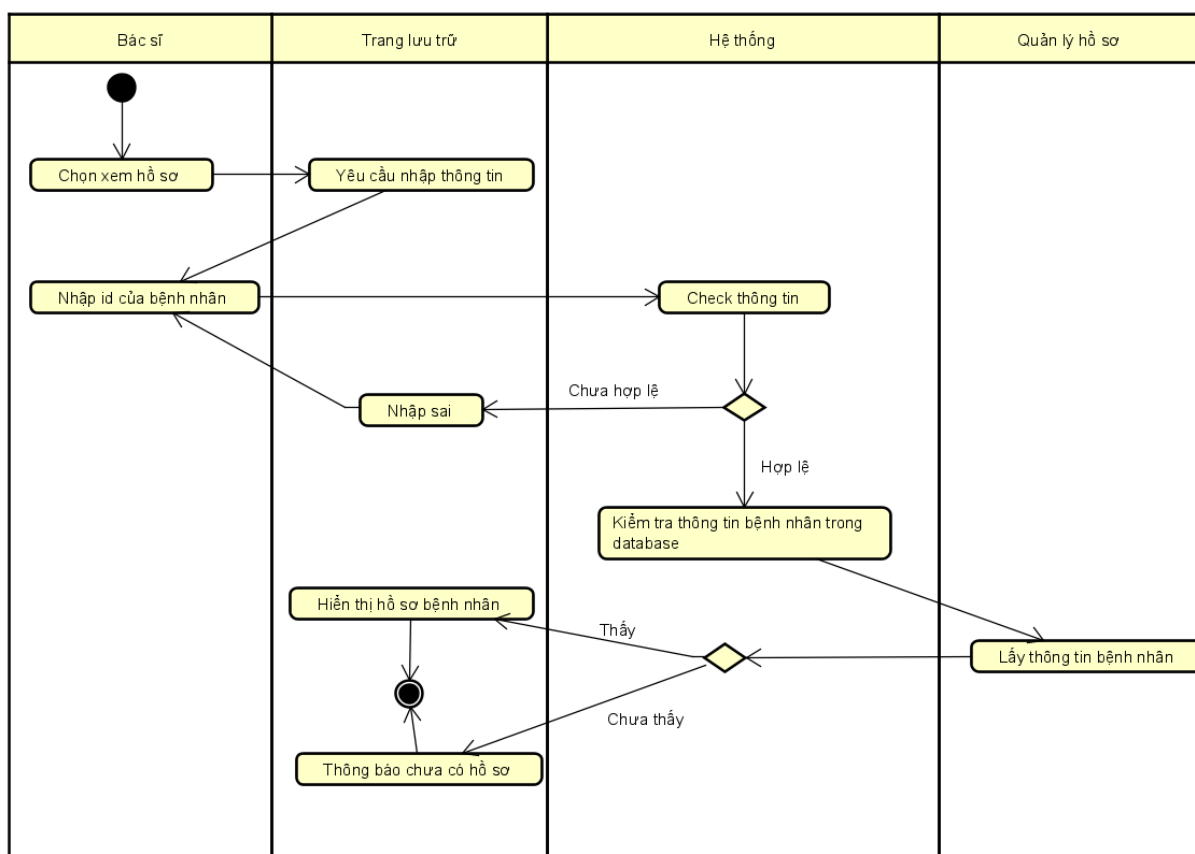 Bác sĩ
Trang lưu trữ
Hệ thống
Quản lý hồ sơ
Chọn xem hồ sơ
Yêu cầu nhập thông tin
Nhập id của bệnh nhân
Check thông tin
Chưa hợp lệ
Nhập sai
Hợp lệ
Kiểm tra thông tin bệnh nhân trong
database
Hiển thị hồ sơ bệnh nhân
Thấy
Lấy thông tin bệnh nhân
Chưa thấy
Thông báo chưa có hồ sơ